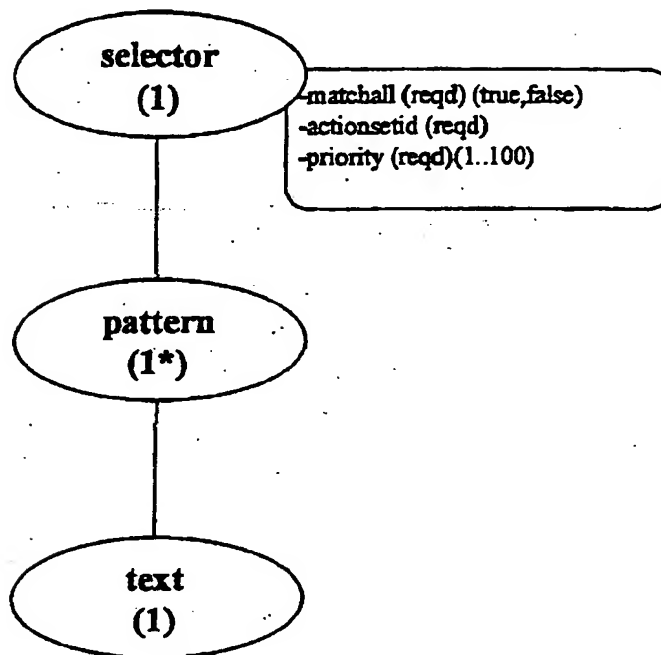 selector
(1)
-matchall (reqd) (true,false)
-actionsetid (reqd)
-priority (reqd)(1..100)
pattern
(1*)
text
(1)